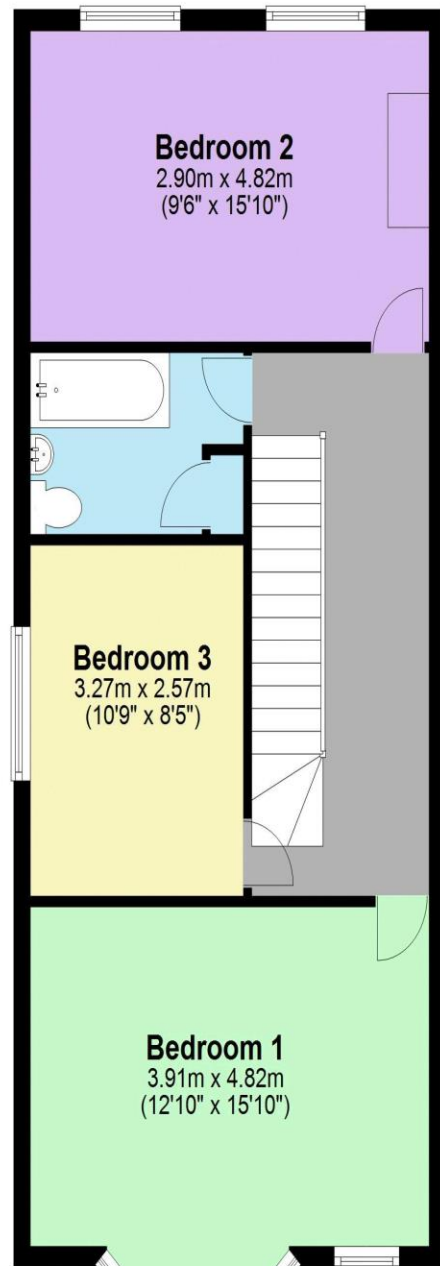 Bedroom 2
2.90m x 4.82m
(9'6" x 15'10")
Bedroom 3
3.27m x 2.57m
(10'9" x 8'5")
Bedroom 1
3.91m x 4.82m
(12'10" x 15'10")